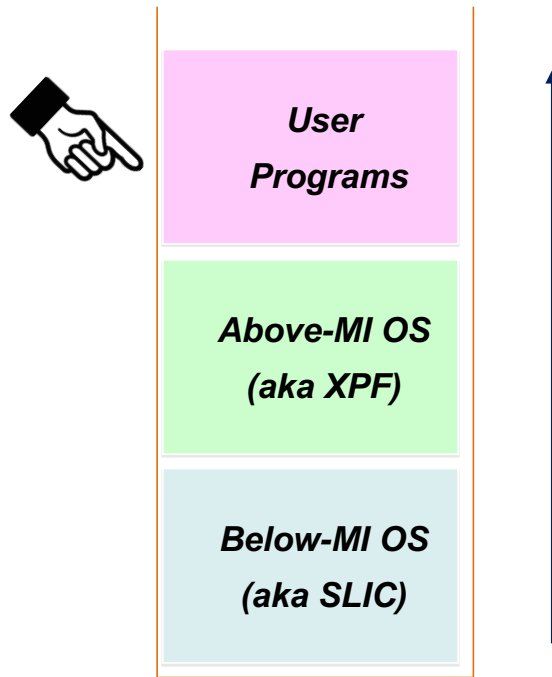 User
Programs
Above-MI OS
(aka XPF)
Below-MI OS
(aka SLIC)